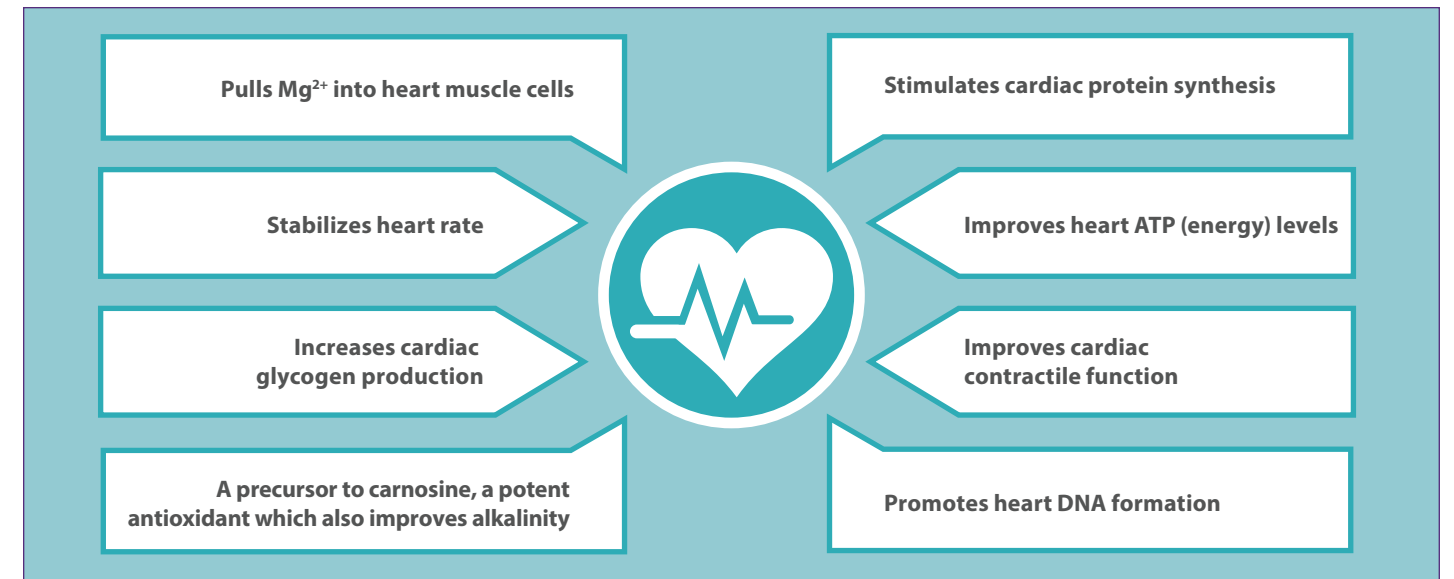 Pulls Mg²⁺ into heart muscle cells
Stabilizes heart rate
Increases cardiac
glycogen production
A precursor to carnosine, a potent
antioxidant which also improves alkalinity
Stimulates cardiac protein synthesis
Improves heart ATP (energy) levels
Improves cardiac
contractile function
Promotes heart DNA formation